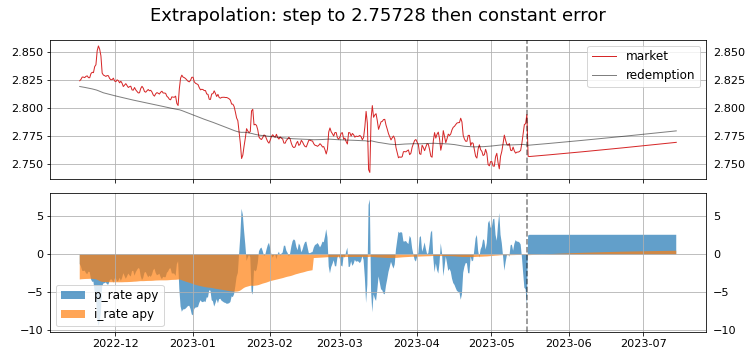 Extrapolation: step to 2.75728 then constant error
2.850 2.850
2.825 2.825
2.800 2.800
2.775 2.775
2.750 2.750
market
redemption
5 5
0 0
−5 −5
−10 −10
p_rate apy
i_rate apy
2022-12 2023-01 2023-02 2023-03 2023-04 2023-05 2023-06 2023-07